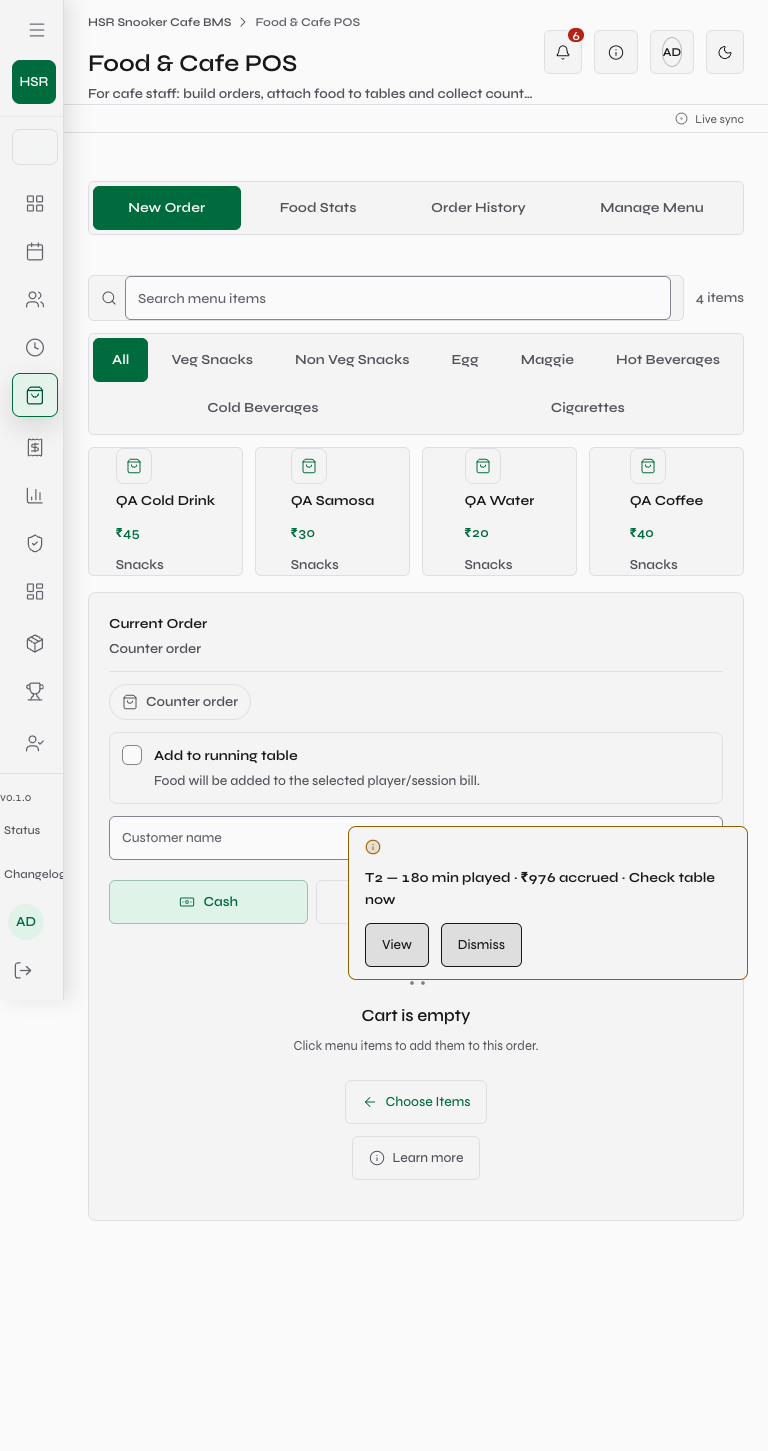 HSR Snooker Cafe BMS > Food & Cafe POS
Food & Cafe POS
For cafe staff: build orders, attach food to tables and collect count...
6
AD
Live sync
HSR
New Order
Food Stats
Order History
Manage Menu
Search menu items
4 items
All
Veg Snacks
Non Veg Snacks
Egg
Maggie
Hot Beverages
Cold Beverages
Cigarettes
QA Cold Drink
₹45
Snacks
QA Samosa
₹30
Snacks
QA Water
₹20
Snacks
QA Coffee
₹40
Snacks
Current Order
Counter order
Counter order
Add to running table
Food will be added to the selected player/session bill.
Customer name
Cash
T2 — 180 min played · ₹976 accrued · Check table
now
View
Dismiss
Cart is empty
Click menu items to add them to this order.
Choose Items
Learn more
v0.1.0
Status
Changelog
AD